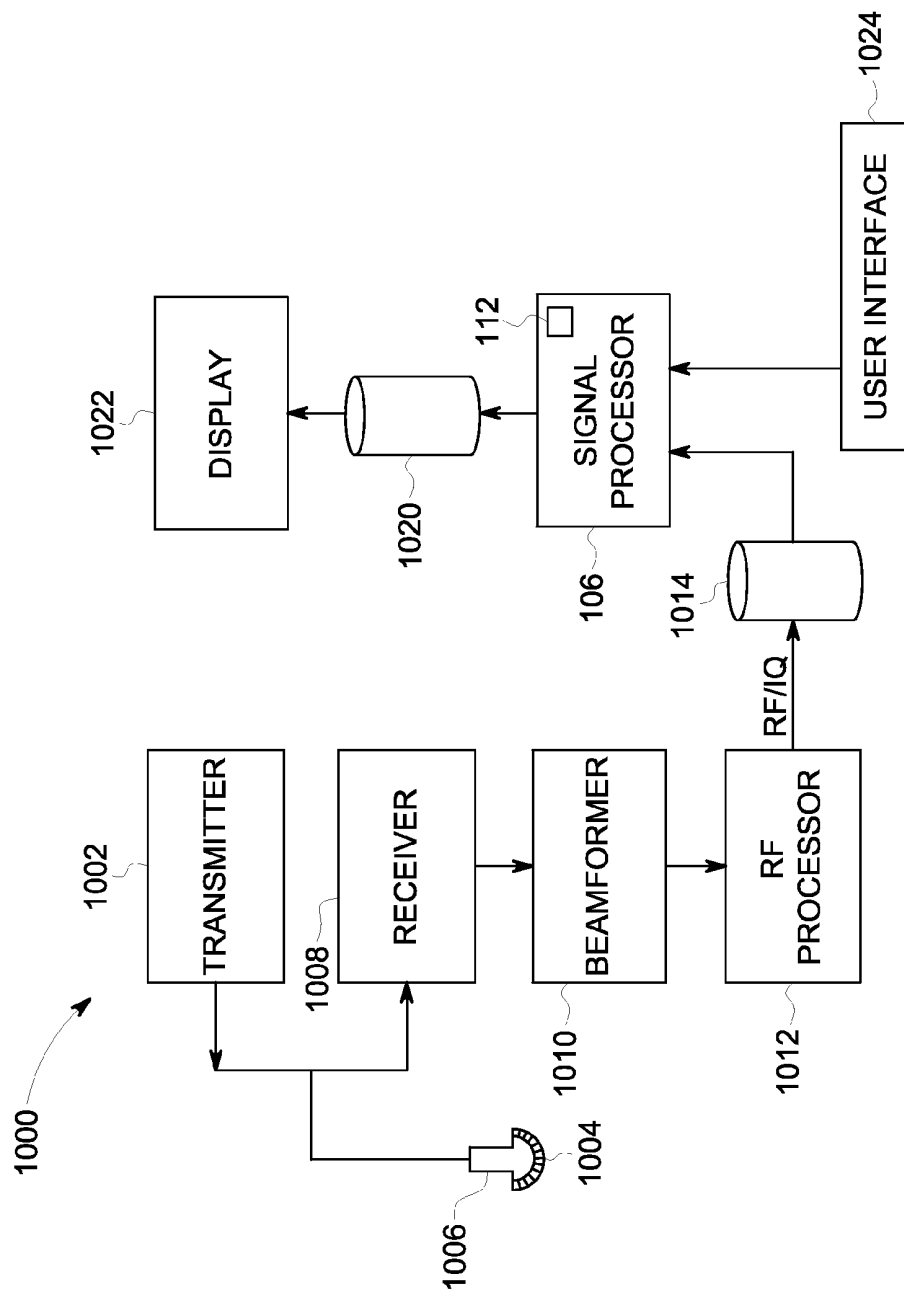 1000
1002
TRANSMITTER
1022
DISPLAY
1008
RECEIVER
1020
1006
1004
1010
BEAMFORMER
112
SIGNAL
PROCESSOR
106
1014
RF/IQ
1012
RF
PROCESSOR
1024
USER INTERFACE